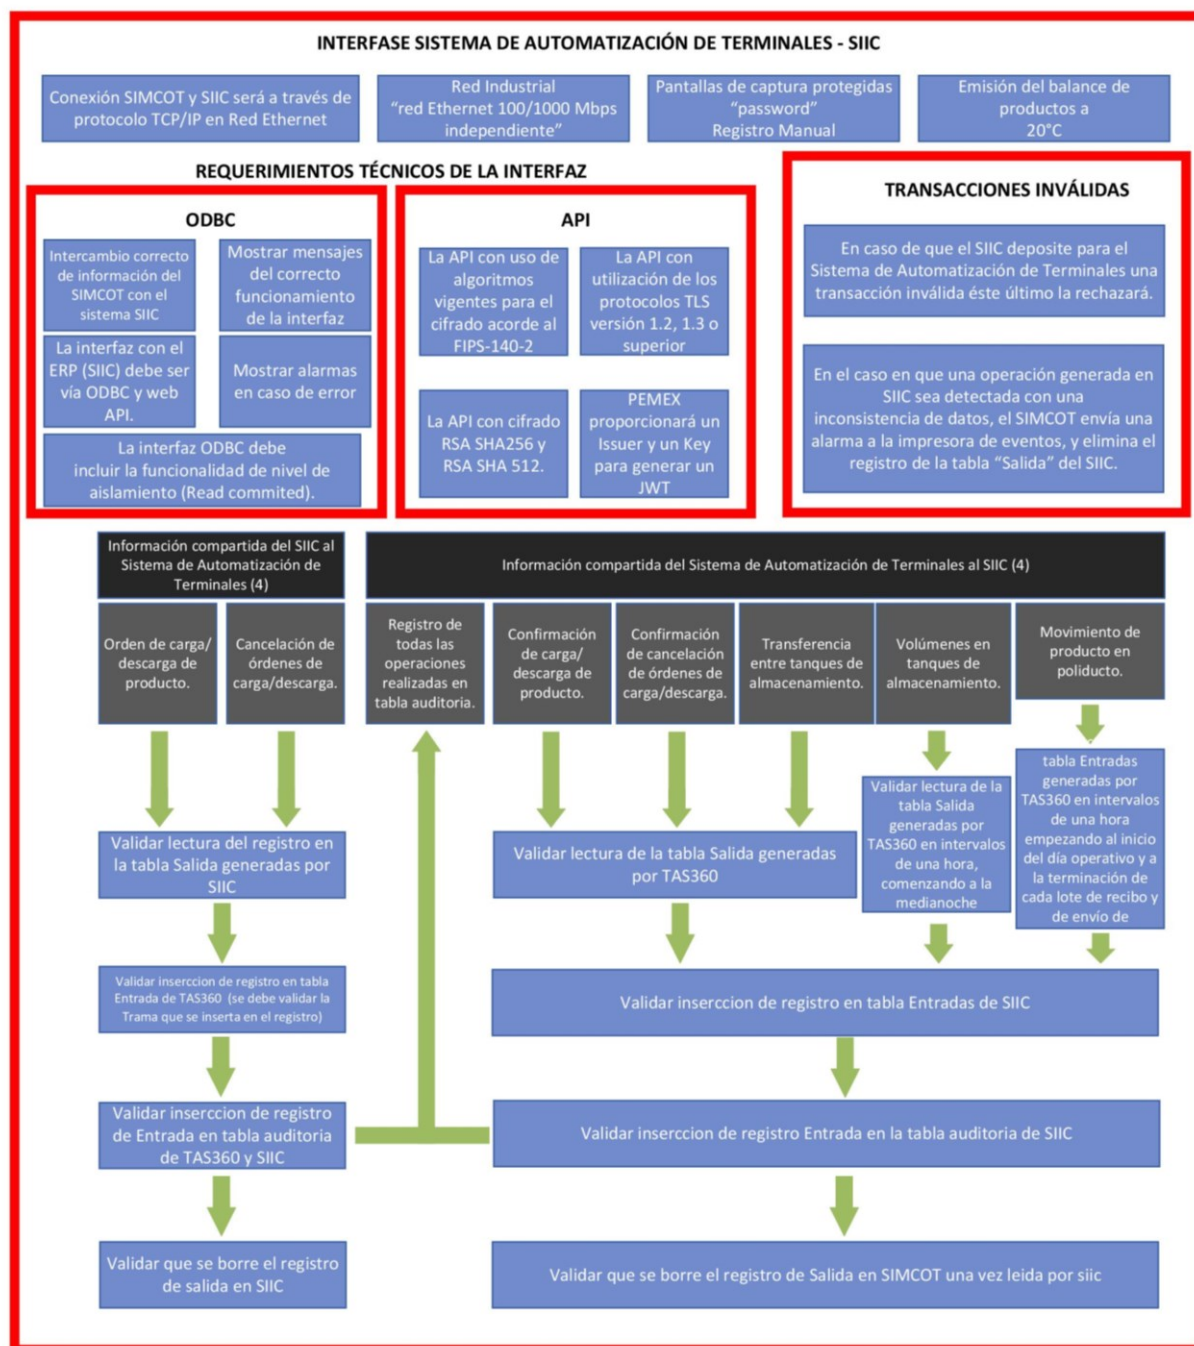 INTERFASE SISTEMA DE AUTOMATIZACIÓN DE TERMINALES - SIIC
Conexión SIMCOT y SIIC será a través de
protocolo TCP/IP en Red Ethernet
Red Industrial
“red Ethernet 100/1000 Mbps
independiente”
Pantallas de captura protegidas
“password”
Registro Manual
Emisión del balance de
productos a
20°C
REQUERIMIENTOS TÉCNICOS DE LA INTERFAZ
ODBC
Intercambio correcto
de información del
SIMCOT con el
sistema SIIC
Mostrar mensajes
del correcto
funcionamiento
de la interfaz
La interfaz con el
ERP (SIIC) debe ser
vía ODBC y web
API.
Mostrar alarmas
en caso de error
La interfaz ODBC debe
incluir la funcionalidad de nivel de
aislamiento (Read commited).
API
La API con uso de
algoritmos
vigentes para el
cifrado acorde al
FIPS-140-2
La API con
utilización de los
protocolos TLS
versión 1.2, 1.3 o
superior
La API con cifrado
RSA SHA256 y
RSA SHA 512.
PEMEX
proporcionará un
Issuer y un Key
para generar un
JWT
TRANSACCIONES INVÁLIDAS
En caso de que el SIIC deposite para el
Sistema de Automatización de Terminales una
transacción inválida éste último la rechazará.
En el caso en que una operación generada en
SIIC sea detectada con una
inconsistencia de datos, el SIMCOT envía una
alarma a la impresora de eventos, y elimina el
registro de la tabla “Salida” del SIIC.
Información compartida del SIIC al
Sistema de Automatización de
Terminales (4)
Información compartida del Sistema de Automatización de Terminales al SIIC (4)
Orden de carga/
descarga de
producto.
Cancelación de
órdenes de
carga/descarga.
Registro de
todas las
operaciones
realizadas en
tabla auditoria.
Confirmación
de carga/
descarga de
producto.
Confirmación
de cancelación
de órdenes de
carga/descarga.
Transferencia
entre tanques de
almacenamiento.
Volúmenes en
tanques de
almacenamiento.
Movimiento de
producto en
poliducto.
Validar lectura del registro en
la tabla Salida generadas por
SIIC
Validar lectura de la tabla Salida generadas
por TAS360
Validar lectura de la
tabla Salida
generadas por
TAS360 en intervalos
de una hora,
comenzando a la
medianoche
tabla Entradas
generadas por
TAS360 en intervalos
de una hora
empezando al inicio
del día operativo y a
la terminación de
cada lote de recibo y
de envío de
Validar inserccion de registro en tabla
Entrada de TAS360 (se debe validar la
Trama que se inserta en el registro)
Validar inserccion de registro en tabla Entradas de SIIC
Validar inserccion de registro
de Entrada en tabla auditoria
de TAS360 y SIIC
Validar inserccion de registro Entrada en la tabla auditoria de SIIC
Validar que se borre el registro
de salida en SIIC
Validar que se borre el registro de Salida en SIMCOT una vez leida por siic